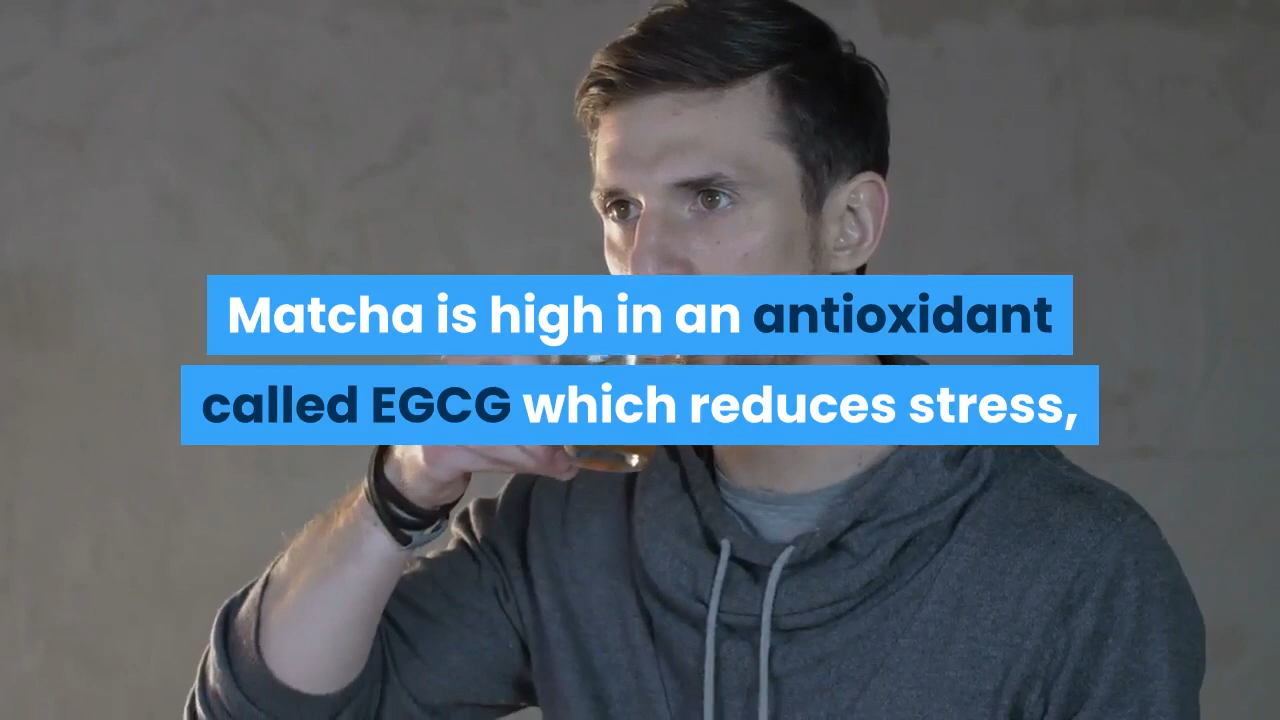 Matcha is high in an antioxidant
called EGCG which reduces stress,